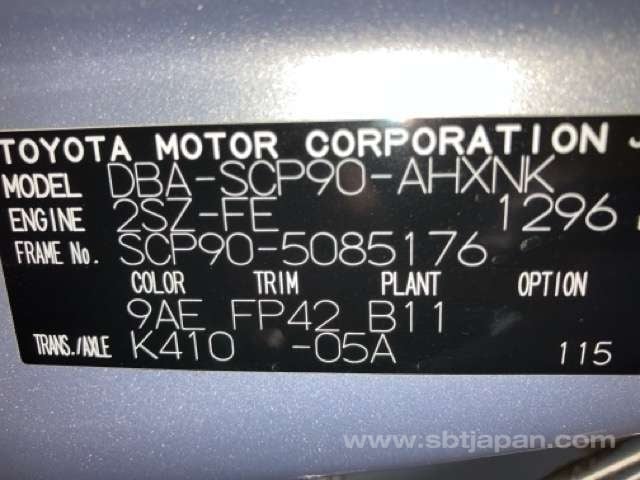 TOYOTA MOTOR CORPORATION J
MODEL DBA-SCP90-AHXNK
ENGINE 2SZ-FE 1296
FRAME No. SCP90-5085176
COLOR TRIM PLANT OPTION
9AE FP42 B11
TRANS./AXLE K410 -05A 115
www.sbtjapan.com